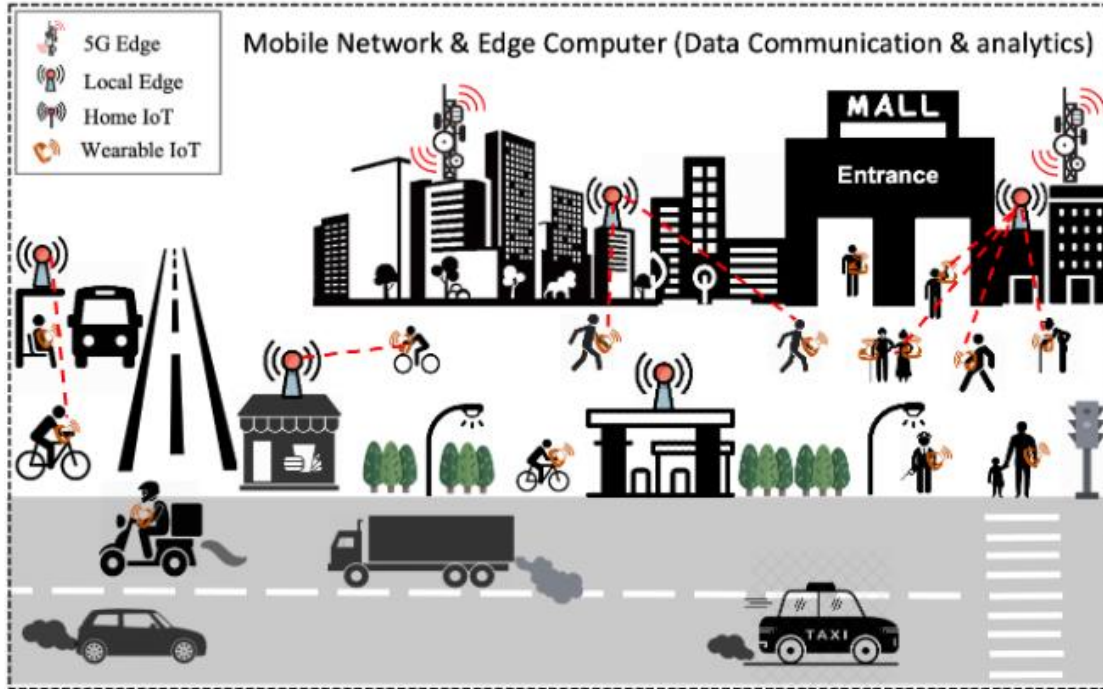 5G Edge
Local Edge
Home IoT
Wearable IoT
Mobile Network & Edge Computer (Data Communication & analytics)
MALL
Entrance
TAXI